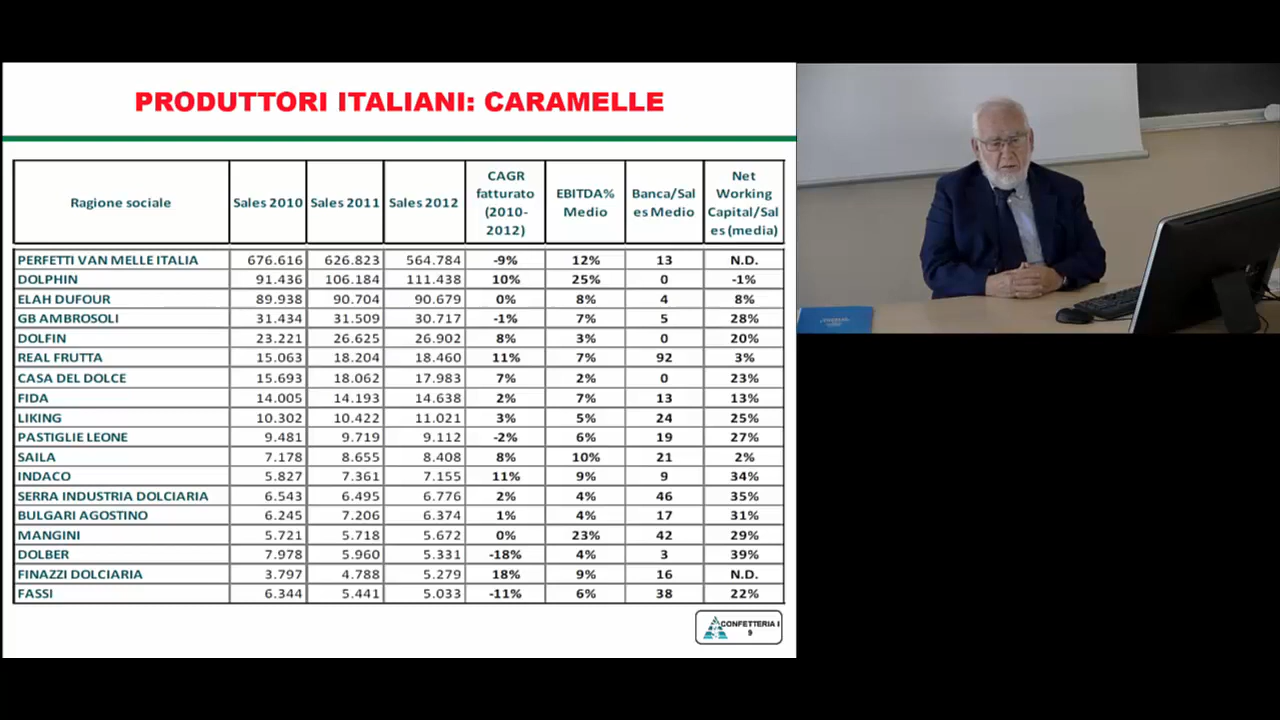 PRODUTTORI ITALIANI: CARAMELLE
Ragione sociale Sales 2010 Sales 2011 Sales 2012 CAGR fatturato (2010-2012) EBITDA% Medio Banca/Sal es Medio Net Working Capital/Sal es (media)
PERFETTI VAN MELLE ITALIA 676.616 626.823 564.784 -9% 12% 13 N.D.
DOLPHIN 91.436 106.184 111.438 10% 25% 0 -1%
ELAH DUFOUR 89.938 90.704 90.679 0% 8% 4 8%
GB AMBROSOLI 31.434 31.509 30.717 -1% 7% 5 28%
DOLFIN 23.221 26.625 26.902 8% 3% 0 20%
REAL FRUTTA 15.063 18.204 18.460 11% 7% 92 3%
CASA DEL DOLCE 15.693 18.062 17.983 7% 2% 0 23%
FIDA 14.005 14.193 14.638 2% 7% 13 13%
LIKING 10.302 10.422 11.021 3% 5% 24 25%
PASTIGLIE LEONE 9.481 9.719 9.112 -2% 6% 19 27%
SAILA 7.178 8.655 8.408 8% 10% 21 2%
INDACO 5.827 7.361 7.155 11% 9% 9 34%
SERRA INDUSTRIA DOLCIARIA 6.543 6.495 6.776 2% 4% 46 35%
BULGARI AGOSTINO 6.245 7.206 6.374 1% 4% 17 31%
MANGINI 5.721 5.718 5.672 0% 23% 42 29%
DOLBER 7.978 5.960 5.331 -18% 4% 3 39%
FINAZZI DOLCIARIA 3.797 4.788 5.279 18% 9% 16 N.D.
FASSI 6.344 5.441 5.033 -11% 6% 38 22%
CONFETTERIA I
9